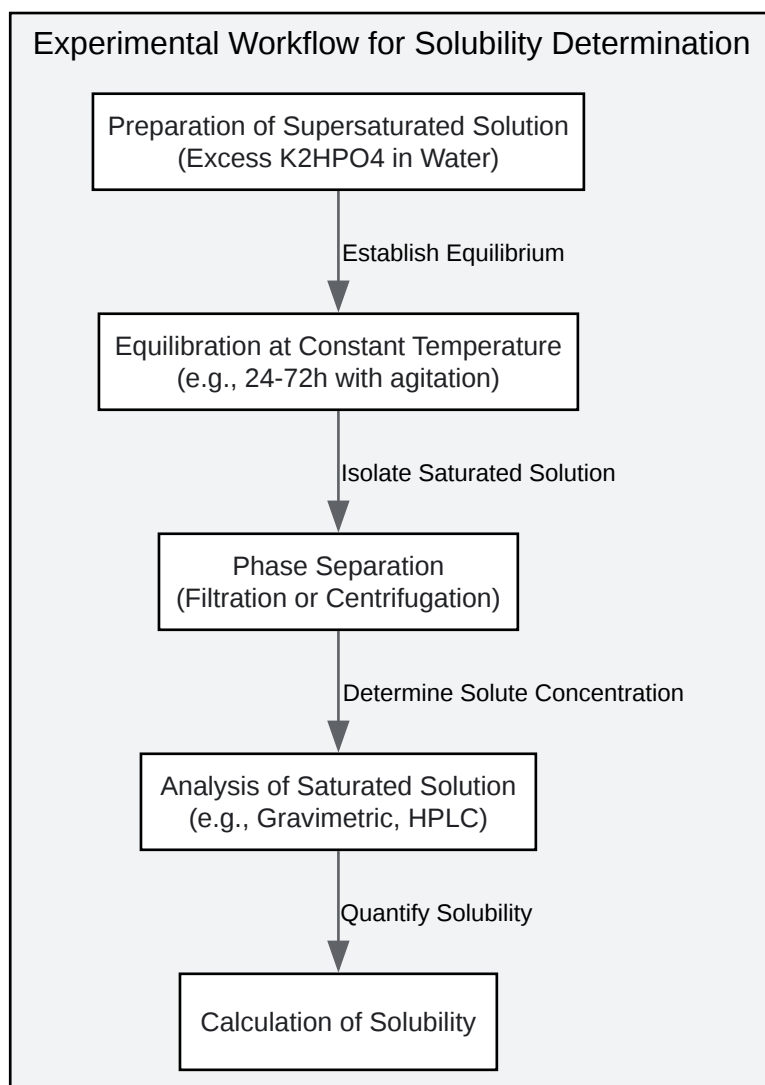 Experimental Workflow for Solubility Determination
Preparation of Supersaturated Solution
(Excess K2HPO4 in Water)
Establish Equilibrium
Equilibration at Constant Temperature
(e.g., 24-72h with agitation)
Isolate Saturated Solution
Phase Separation
(Filtration or Centrifugation)
Determine Solute Concentration
Analysis of Saturated Solution
(e.g., Gravimetric, HPLC)
Quantify Solubility
Calculation of Solubility